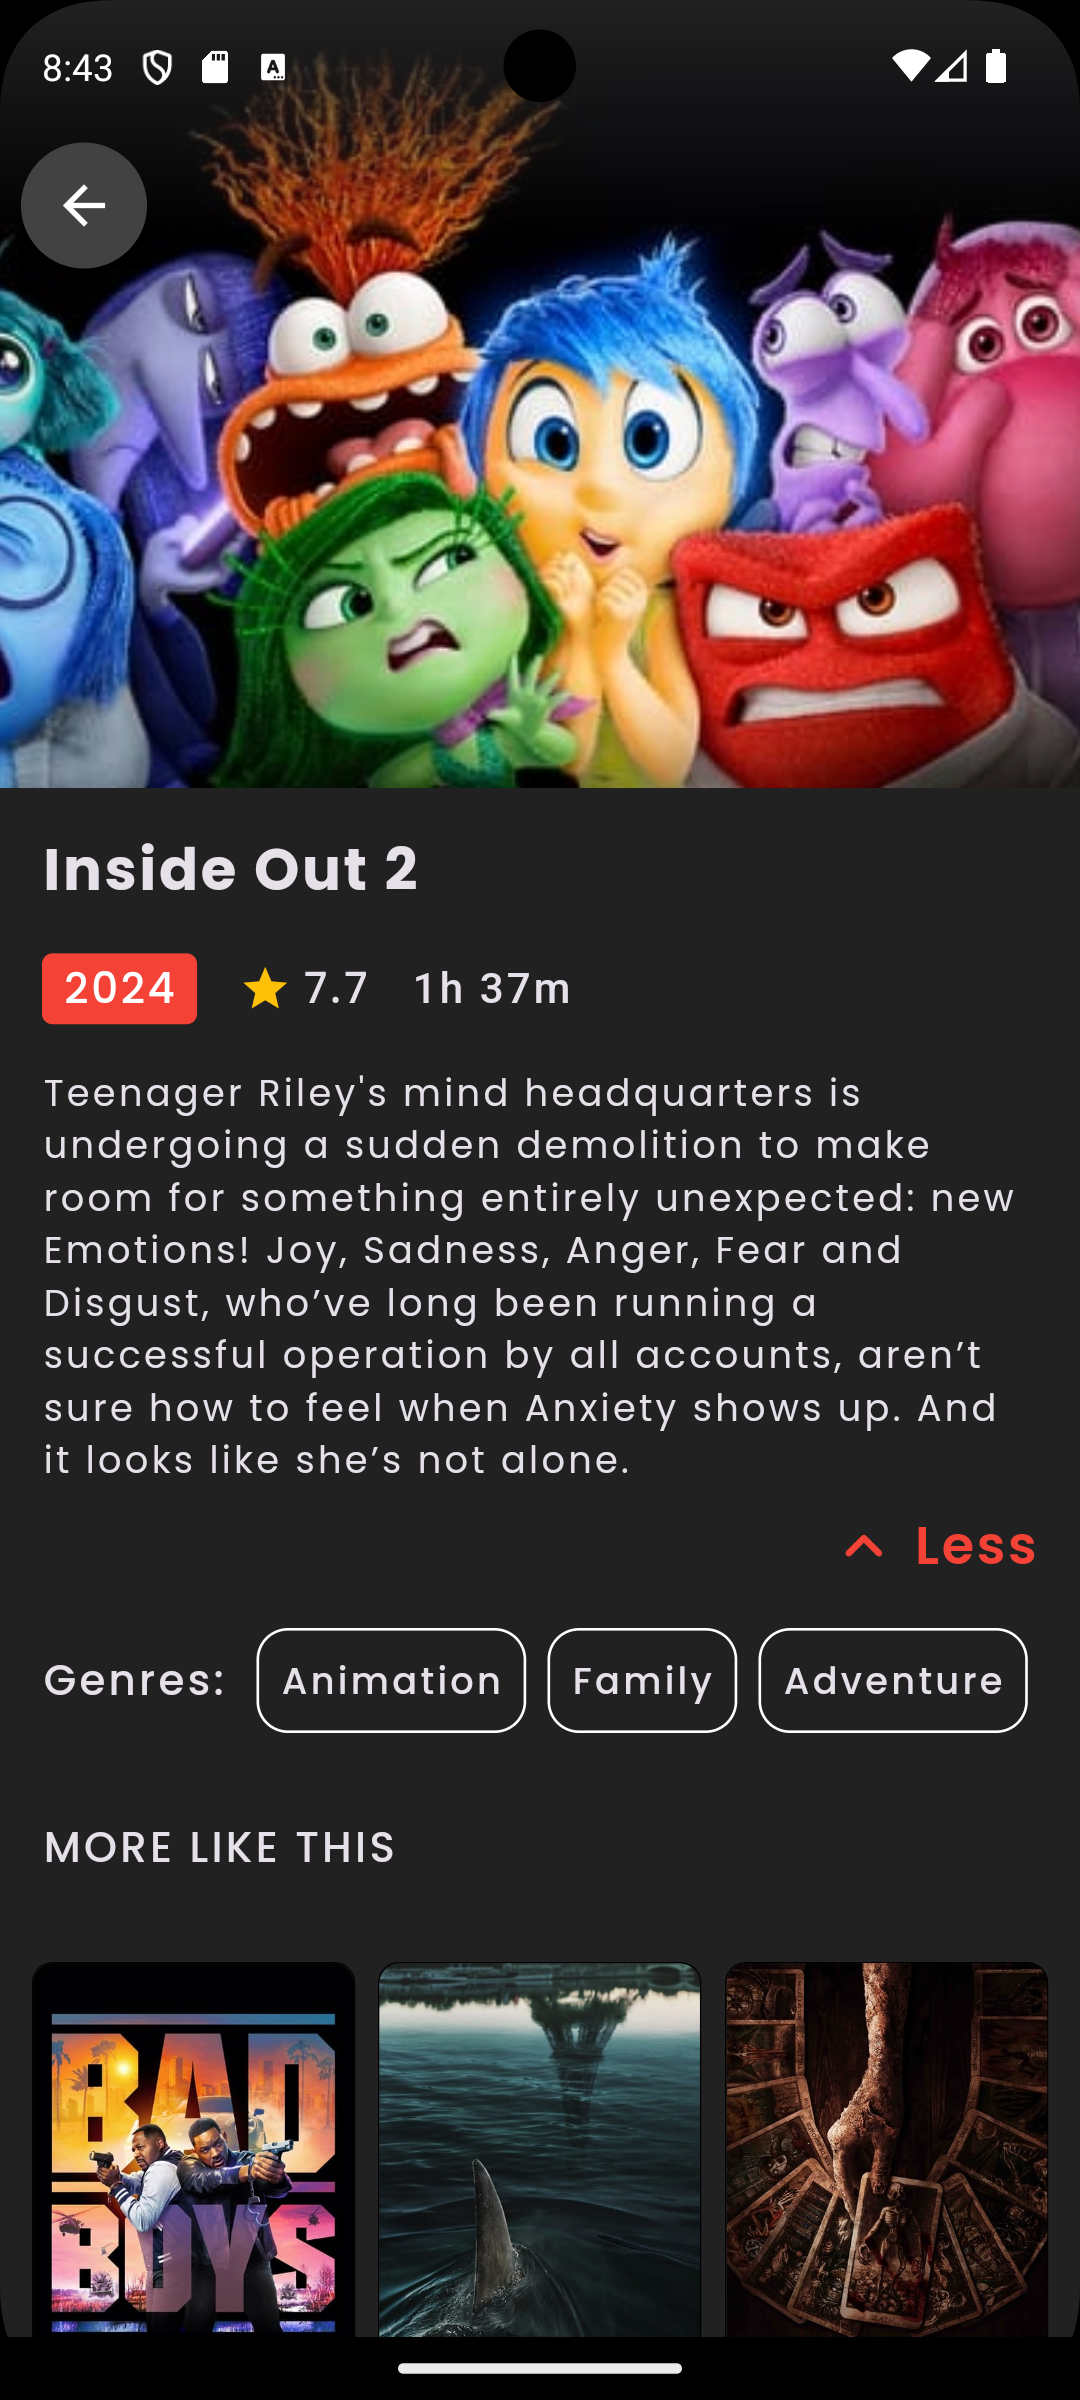 8:43
Inside Out 2
2024 7.7 1h 37m
Teenager Riley's mind headquarters is
undergoing a sudden demolition to make
room for something entirely unexpected: new
Emotions! Joy, Sadness, Anger, Fear and
Disgust, who’ve long been running a
successful operation by all accounts, aren’t
sure how to feel when Anxiety shows up. And
it looks like she’s not alone.
Less
Genres: Animation Family Adventure
MORE LIKE THIS
BAD
BOYS
DEATH